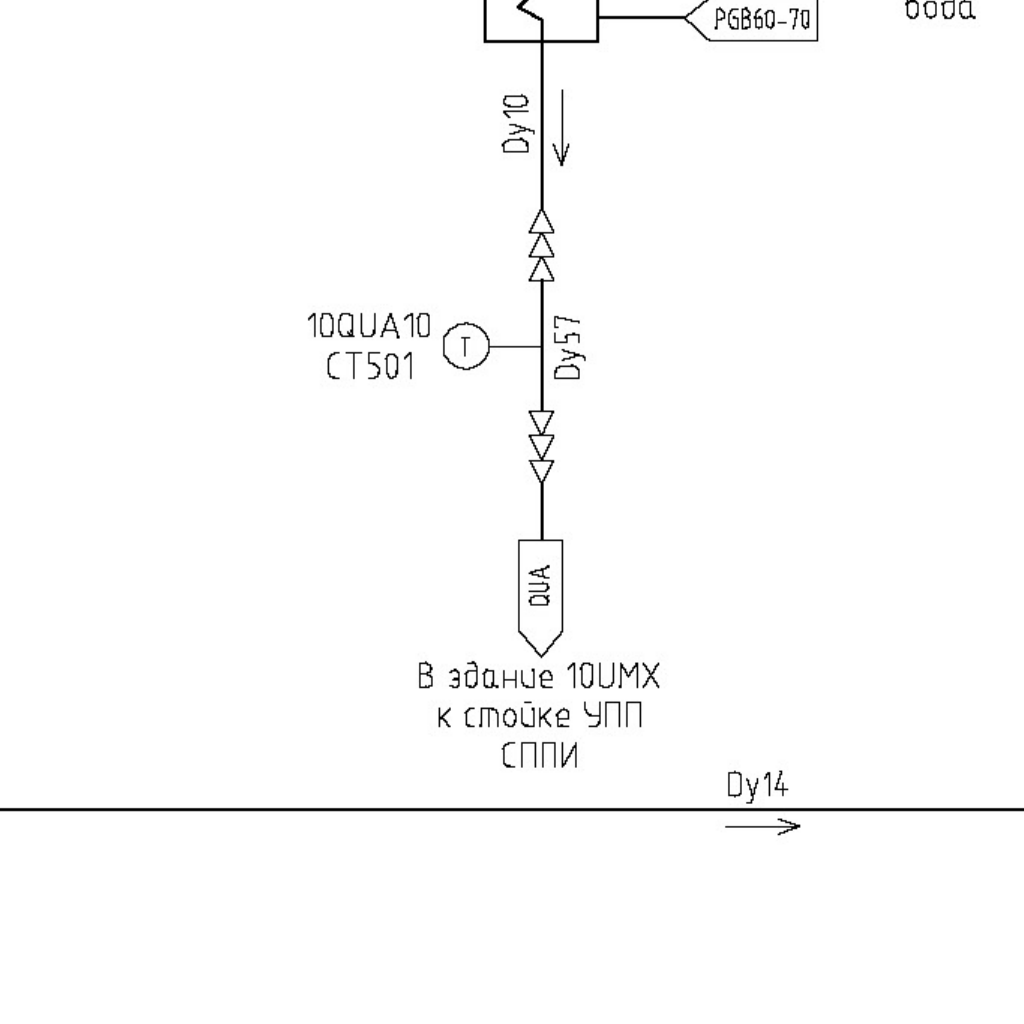 PGB60-70
вода
Dy10
10QUA10
CT501
T
Dy57
QUA
В здание 10UMX
к стойке УПП
СППИ
Dy14